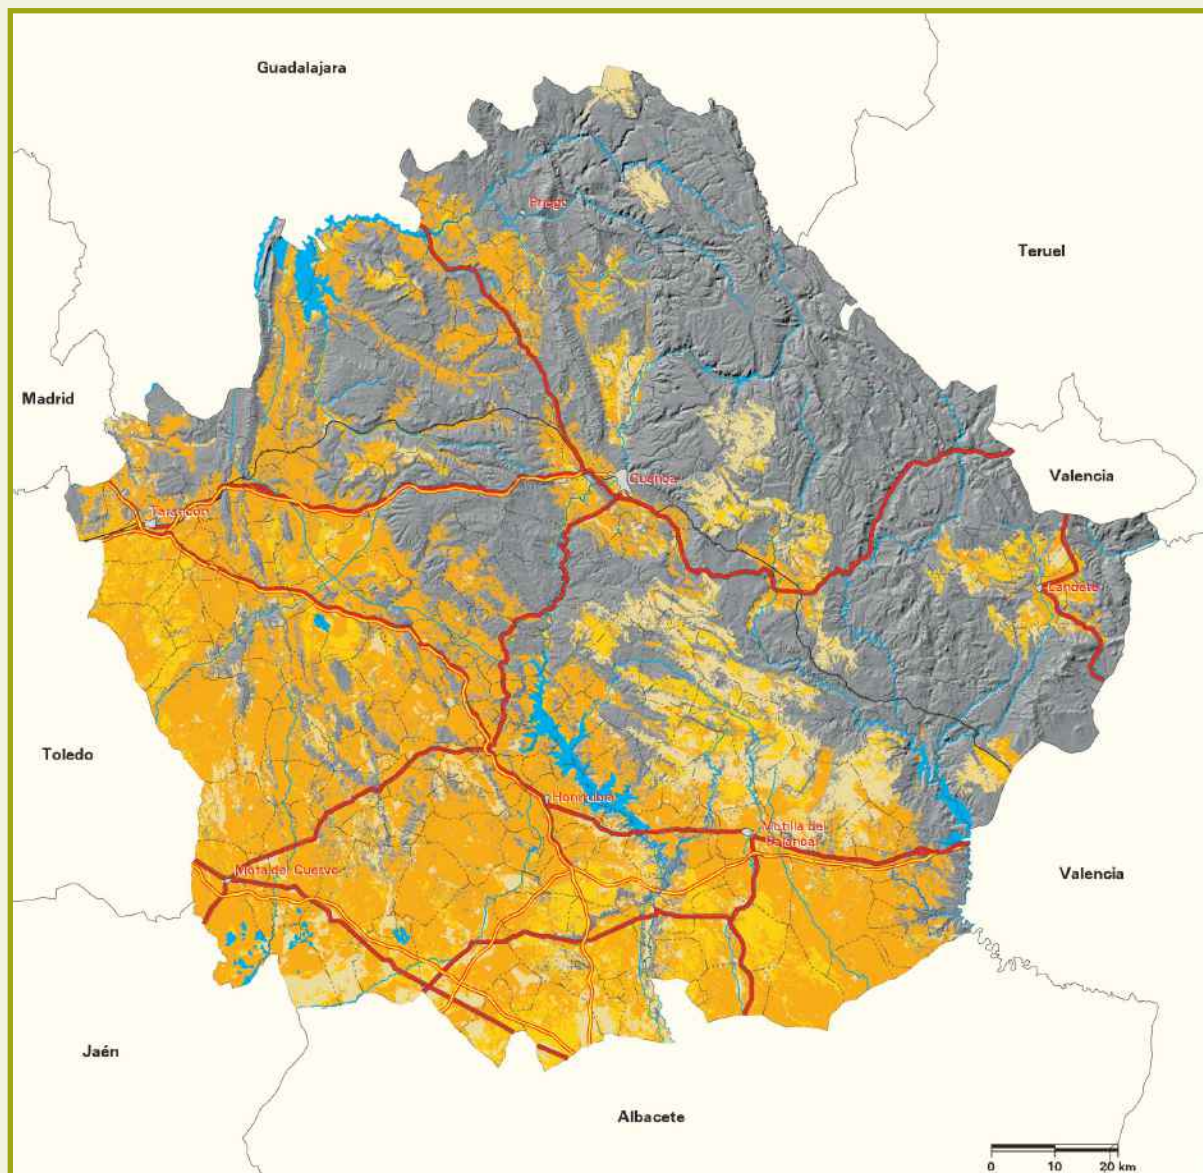 Guadalajara
Priego
Teruel
Madrid
Valencia
Cuenca
Tarancón
Landete
Toledo
Honrubia
Motilla del
Palancar
Mota del Cuervo
Valencia
Jaén
Albacete
0 10 20 km